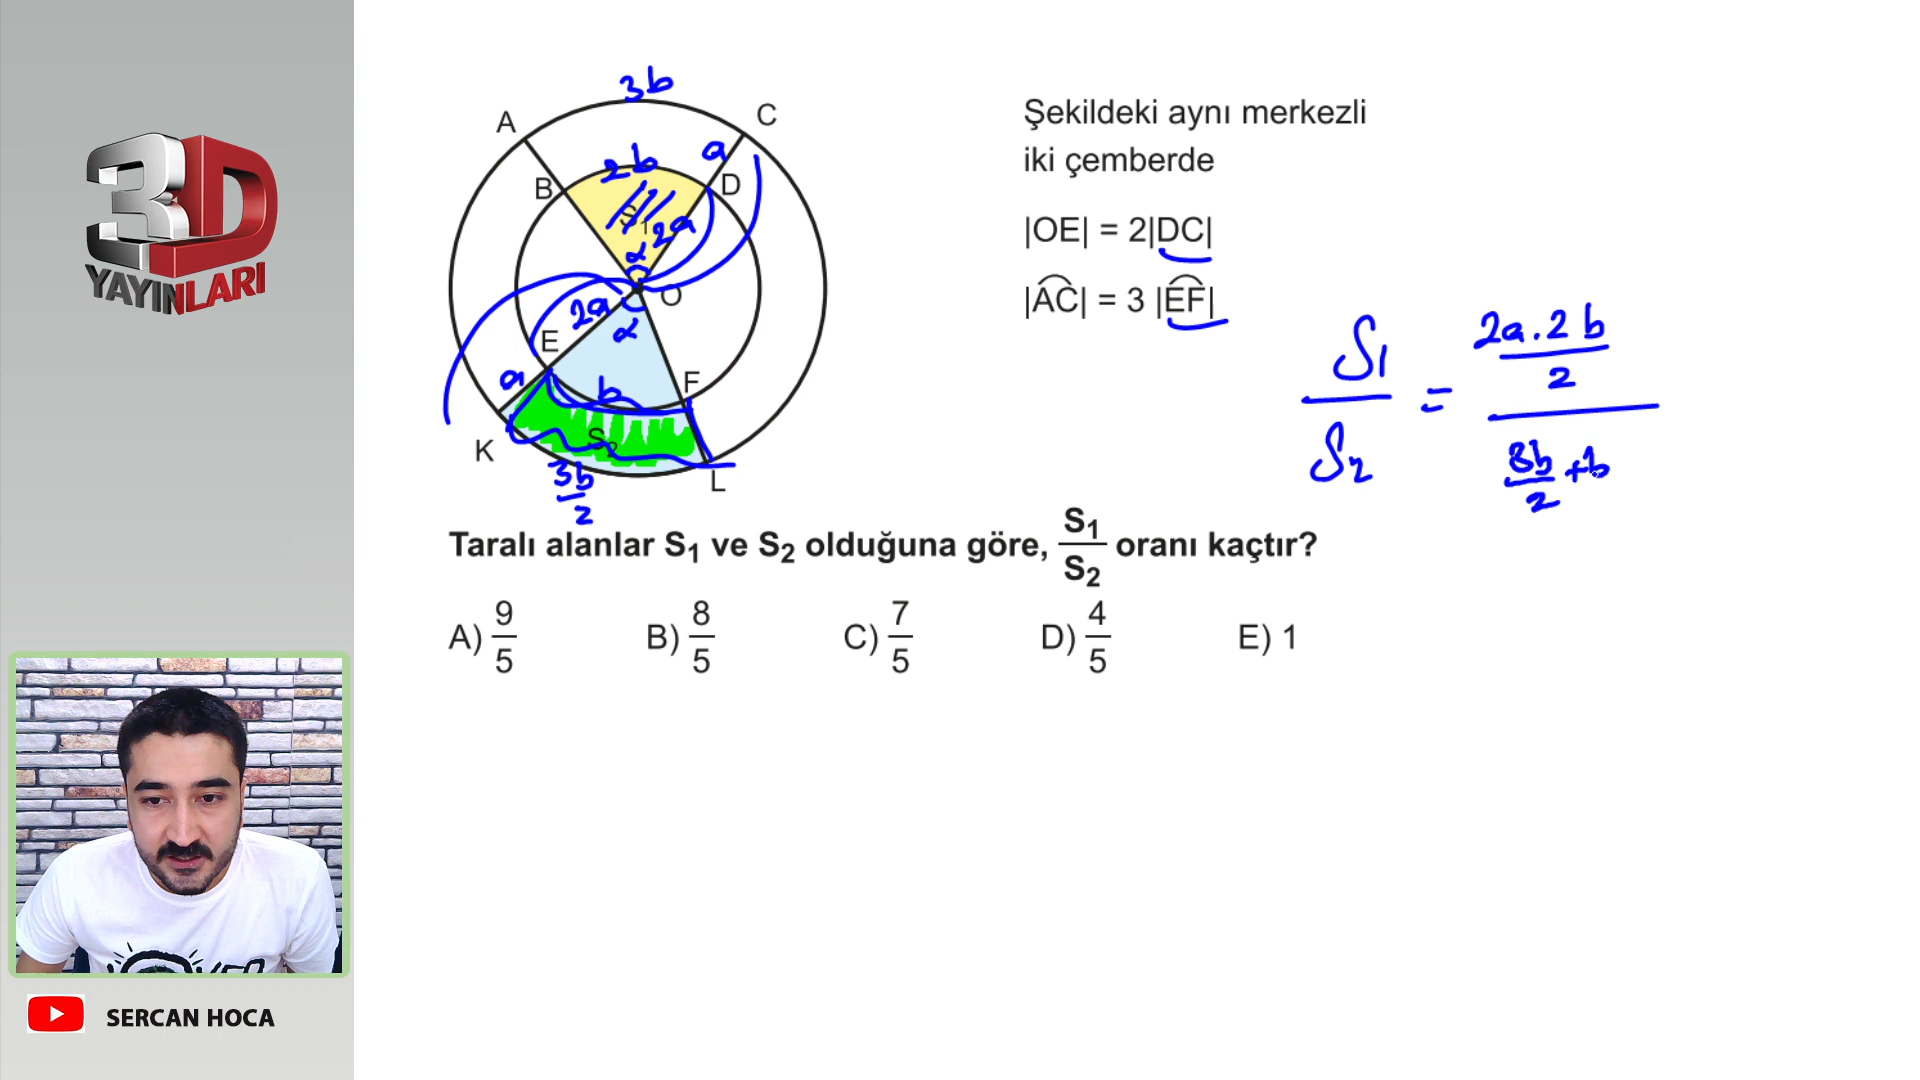 3D
YAYINLARI
SERCAN HOCA
3b
A
C
2b
a
B
D
S1
2a
α
O
2a
α
E
a
b
F
K
S2
3b/2
L
Şekildeki aynı merkezli
iki çemberde
|OE| = 2|DC|
|AC| = 3 |EF|
S1/S2 = (2a.2b/2)/(3b/2 + b
Taralı alanlar S1 ve S2 olduğuna göre, S1/S2 oranı kaçtır?
A) 9/5 B) 8/5 C) 7/5 D) 4/5 E) 1